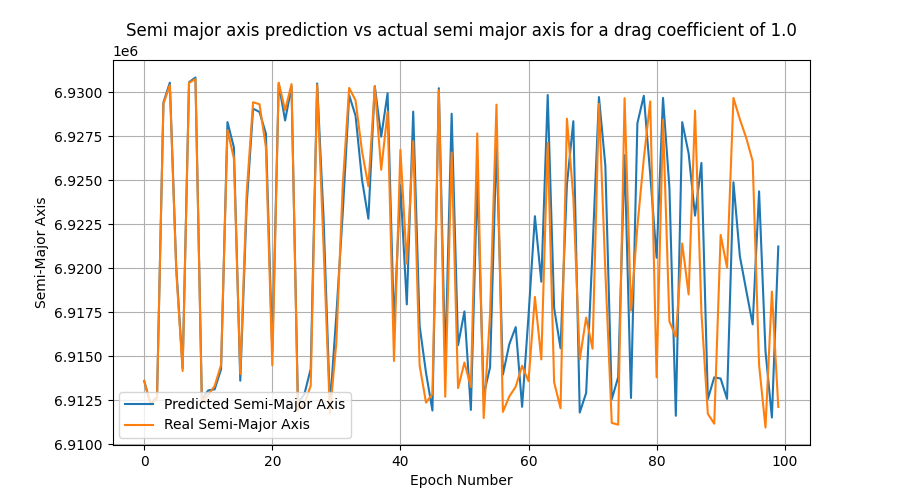 Semi major axis prediction vs actual semi major axis for a drag coefficient of 1.0
1e6
6.9300
6.9275
6.9250
6.9225
6.9200
6.9175
6.9150
6.9125
6.9100
Semi-Major Axis
Predicted Semi-Major Axis
Real Semi-Major Axis
0 20 40 60 80 100
Epoch Number